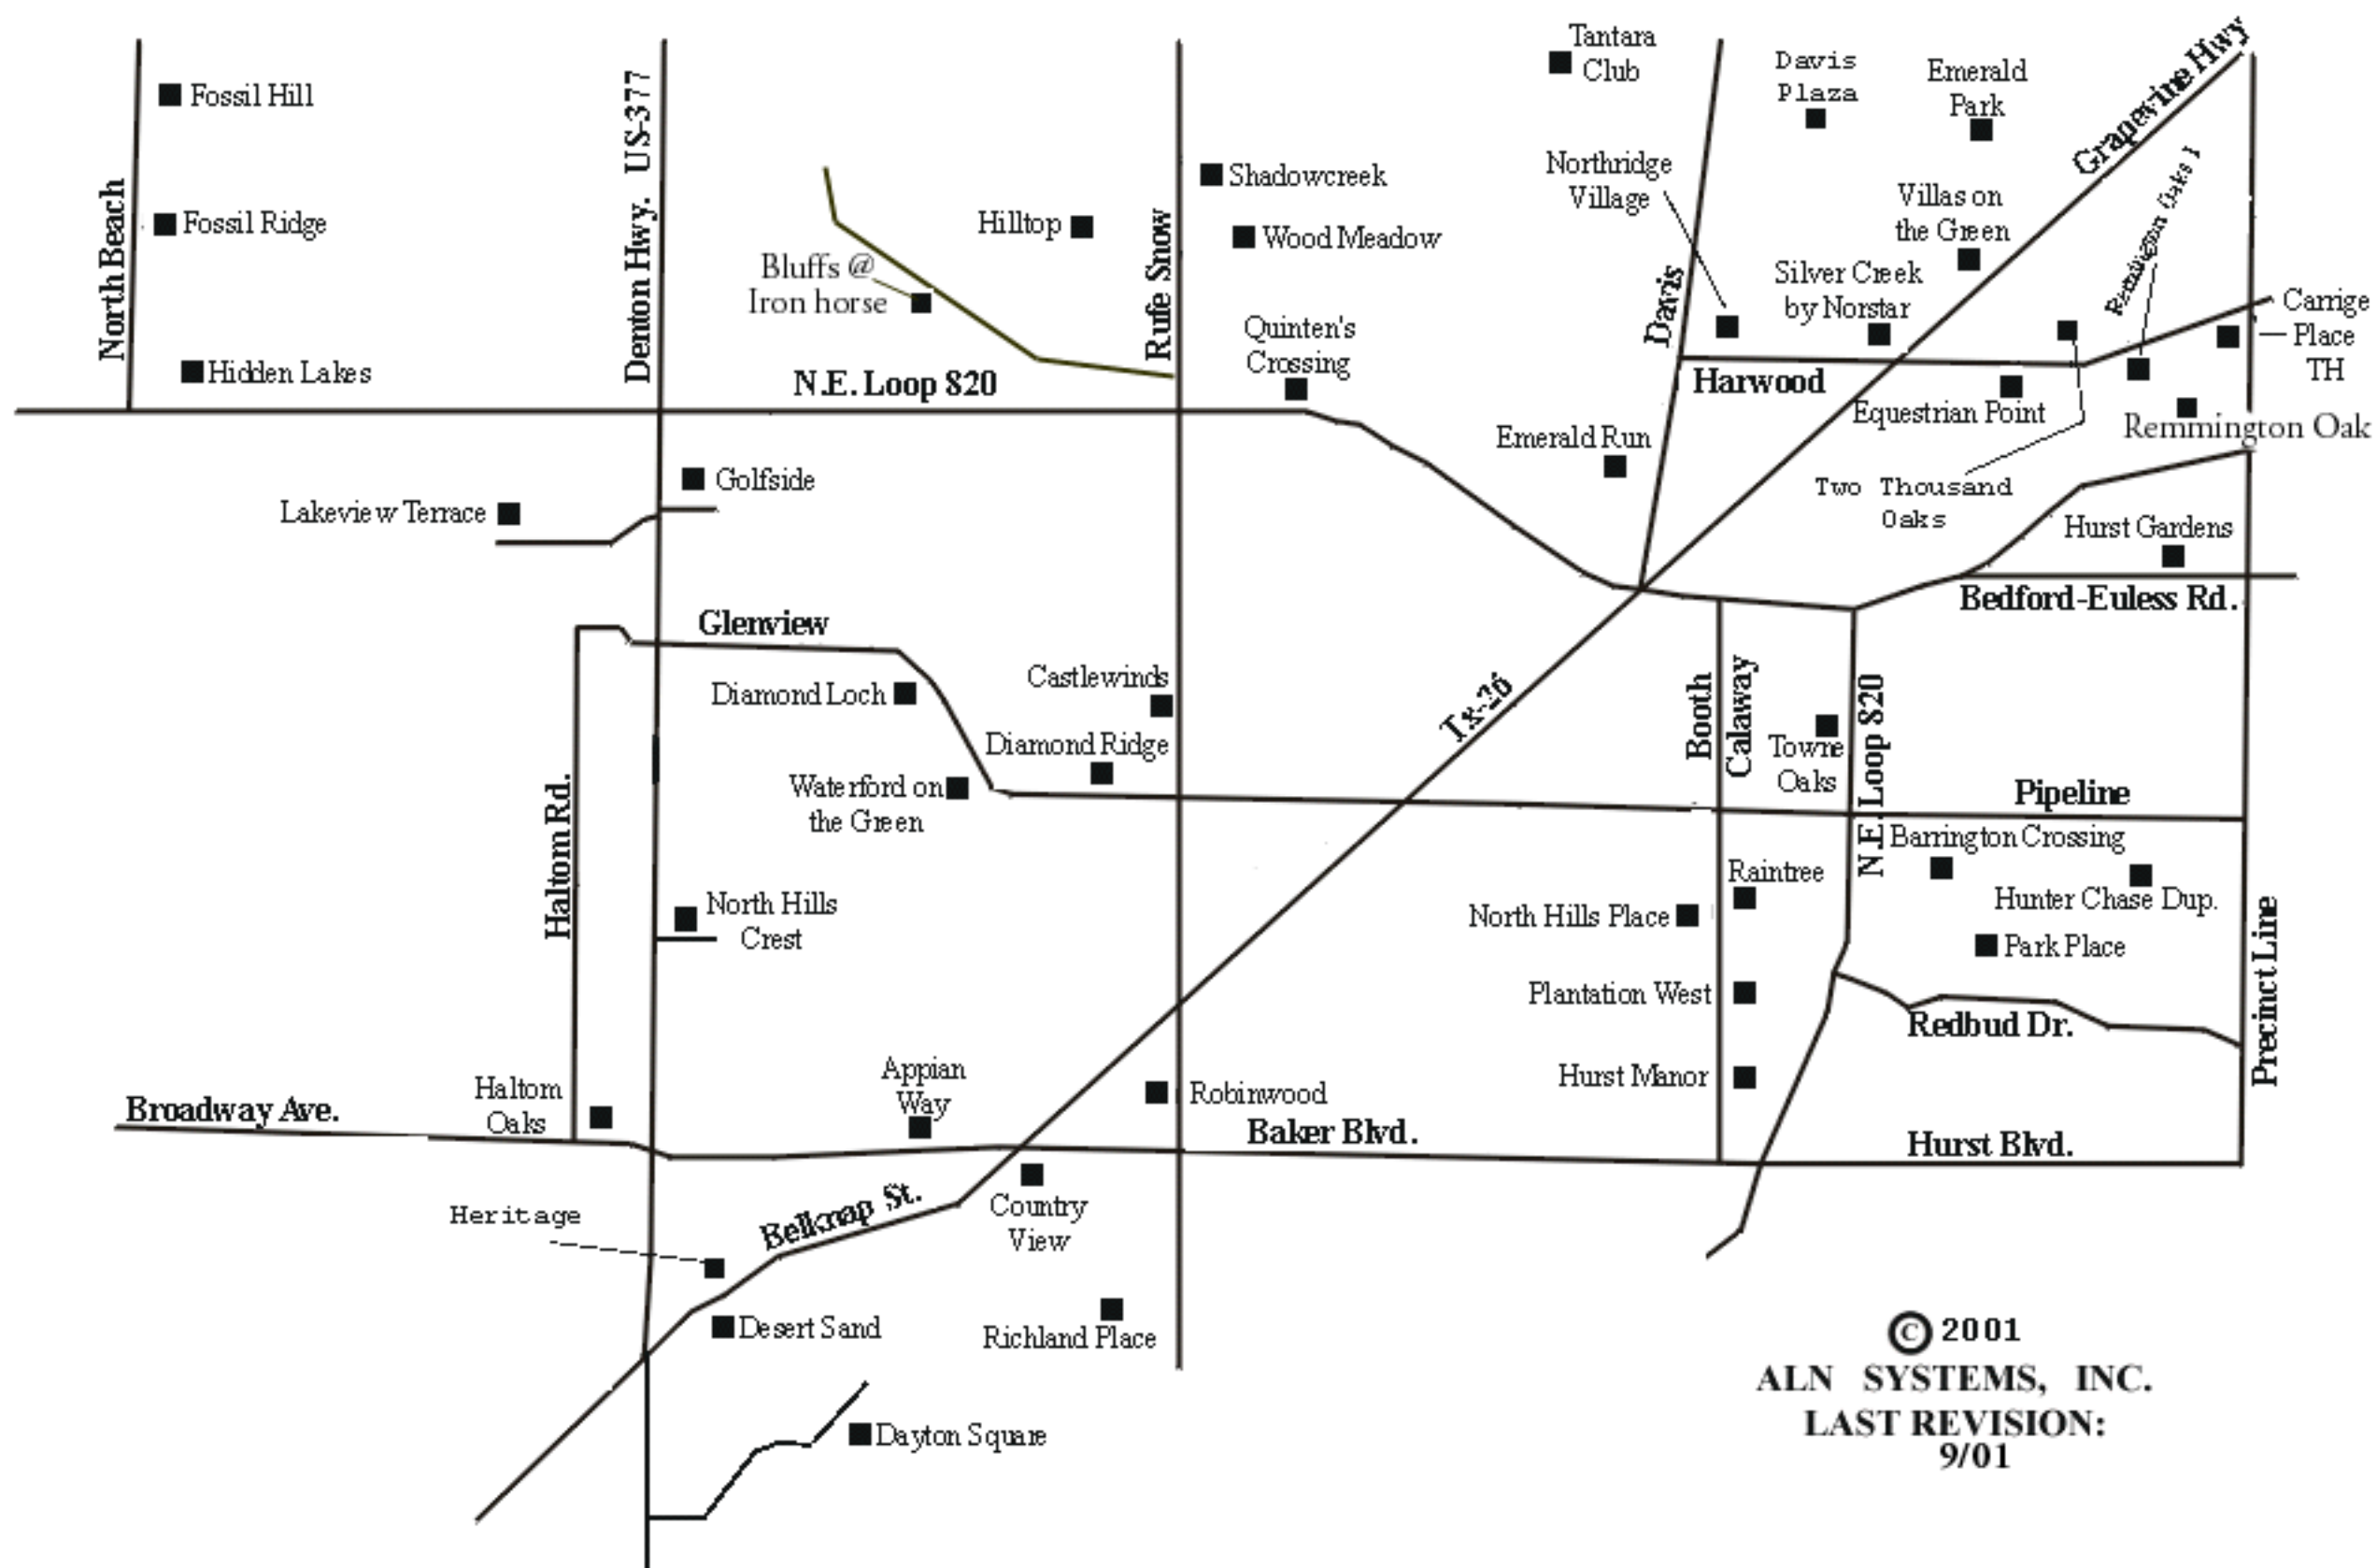 Tantara
Club
Davis
Plaza
Emerald
Park
Grapevine Hwy
Fossil Hill
US-377
Northridge
Village
Shadowcreek
Villas on
the Green
Remington Oaks I
North Beach
Fossil Ridge
Denton Hwy.
Hilltop
Rufe Snow
Wood Meadow
Bluffs @
Iron horse
Silver Creek
by Norstar
Davis
Carrige
Place
TH
Quinten's
Crossing
Hidden Lakes
N.E. Loop 820
Harwood
Equestrian Point
Remmington Oak
Emerald Run
Golfside
Lakeview Terrace
Two Thousand
Oaks
Hurst Gardens
Bedford-Euless Rd.
Glenview
Castlewinds
Diamond Loch
Tx-26
Booth
Calaway
N.E. Loop 820
Diamond Ridge
Towne
Oaks
Waterford on
the Green
Pipeline
Haltom Rd.
Barrington Crossing
Raintree
Hunter Chase Dup.
North Hills
Crest
North Hills Place
Park Place
Precinct Line
Plantation West
Redbud Dr.
Haltom
Oaks
Appian
Way
Hurst Manor
Robinwood
Broadway Ave.
Baker Blvd.
Hurst Blvd.
Heritage
Belknap St.
Country
View
Desert Sand
Richland Place
Dayton Square
© 2001
ALN SYSTEMS, INC.
LAST REVISION:
9/01